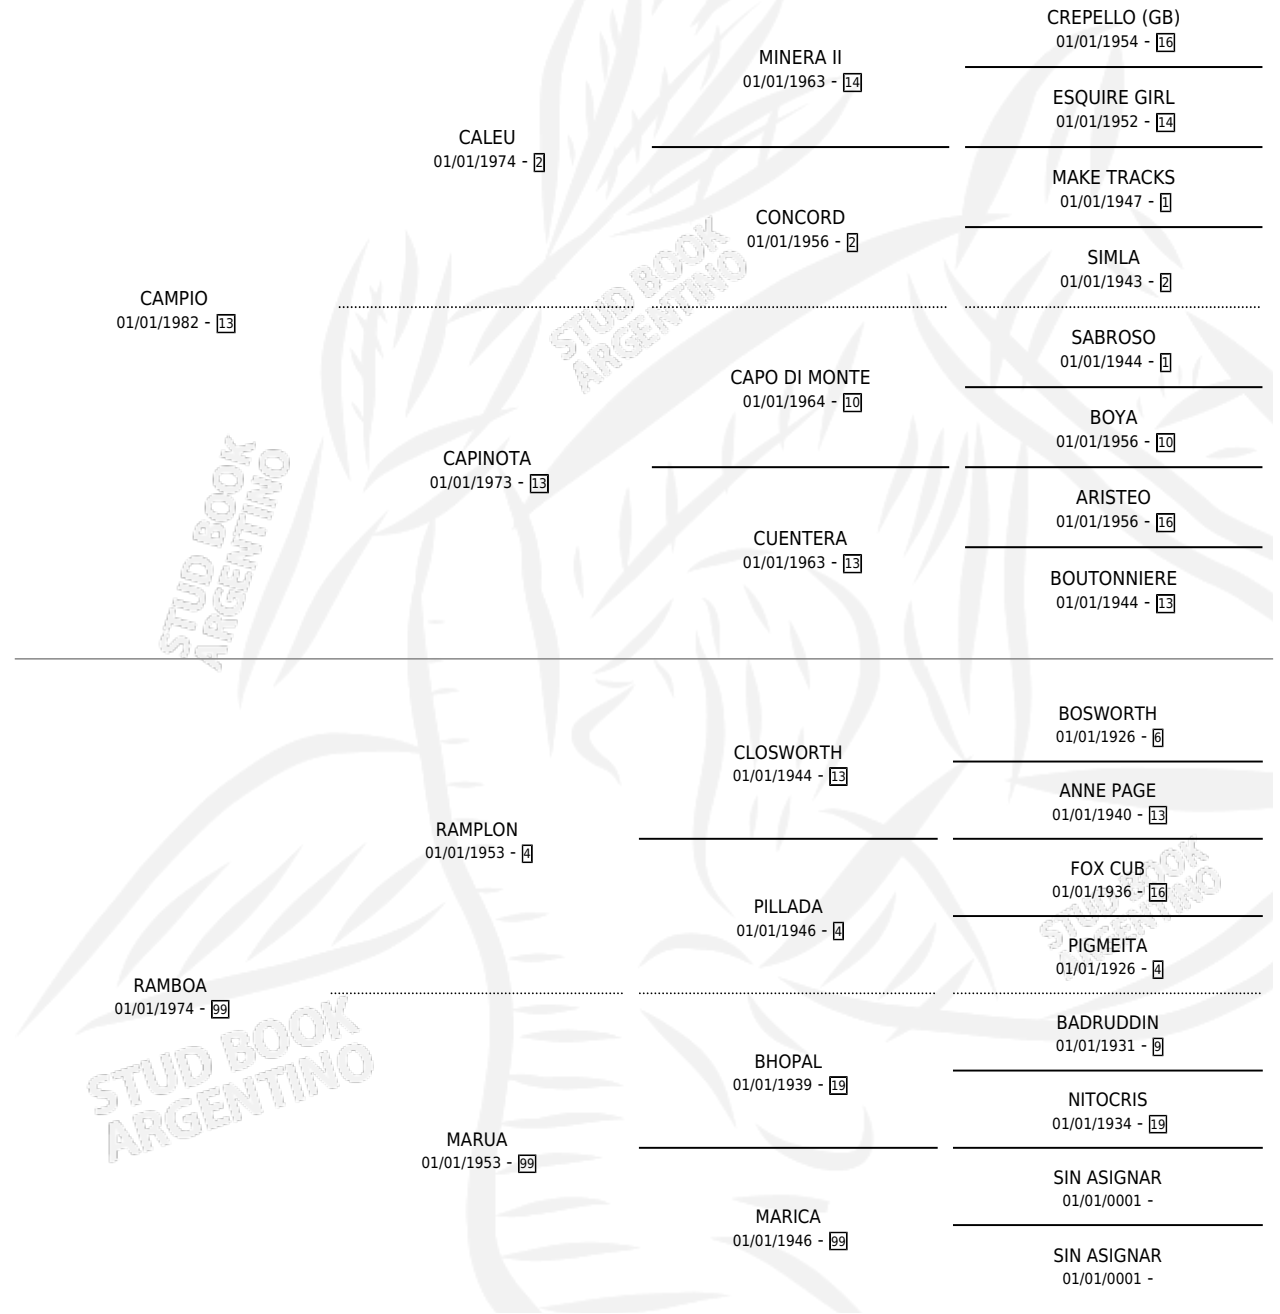 CREPELLO (GB)
01/01/1954 - 16
MINERA II
01/01/1963 - 14
ESQUIRE GIRL
01/01/1952 - 14
CALEU
01/01/1974 - 2
MAKE TRACKS
01/01/1947 - 1
CONCORD
01/01/1956 - 2
SIMLA
01/01/1943 - 2
CAMPIO
01/01/1982 - 13
SABROSO
01/01/1944 - 1
CAPO DI MONTE
01/01/1964 - 10
BOYA
01/01/1956 - 10
CAPINOTA
01/01/1973 - 13
ARISTEO
01/01/1956 - 16
CUENTERA
01/01/1963 - 13
BOUTONNIERE
01/01/1944 - 13
BOSWORTH
01/01/1926 - 6
CLOSWORTH
01/01/1944 - 13
ANNE PAGE
01/01/1940 - 13
RAMPLON
01/01/1953 - 4
FOX CUB
01/01/1936 - 16
PILLADA
01/01/1946 - 4
PIGMEITA
01/01/1926 - 4
RAMBOA
01/01/1974 - 99
BADRUDDIN
01/01/1931 - 9
BHOPAL
01/01/1939 - 19
NITOCRIS
01/01/1934 - 19
MARUA
01/01/1953 - 99
SIN ASIGNAR
01/01/0001 -
MARICA
01/01/1946 - 99
SIN ASIGNAR
01/01/0001 -
STUD BOOK
ARGENTINO
STUD BOOK
ARGENTINO
STUD BOOK
ARGENTINO
STUD BOOK
ARGENTINO